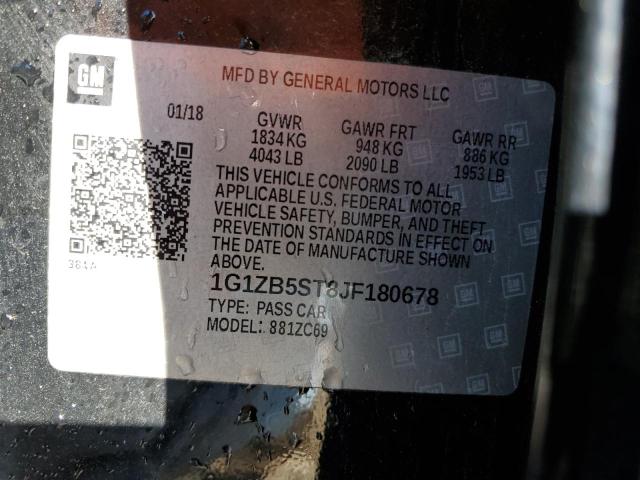 GM
MFD BY GENERAL MOTORS LLC
01/18
GVWR
1834 KG
4043 LB
GAWR FRT
948 KG
2090 LB
GAWR RR
886 KG
1953 LB
THIS VEHICLE CONFORMS TO ALL
APPLICABLE U.S. FEDERAL MOTOR
VEHICLE SAFETY, BUMPER, AND THEFT
PREVENTION STANDARDS IN EFFECT ON
THE DATE OF MANUFACTURE SHOWN
ABOVE.
381A
1G1ZB5ST8JF180678
TYPE: PASS CAR
MODEL: 881ZC69